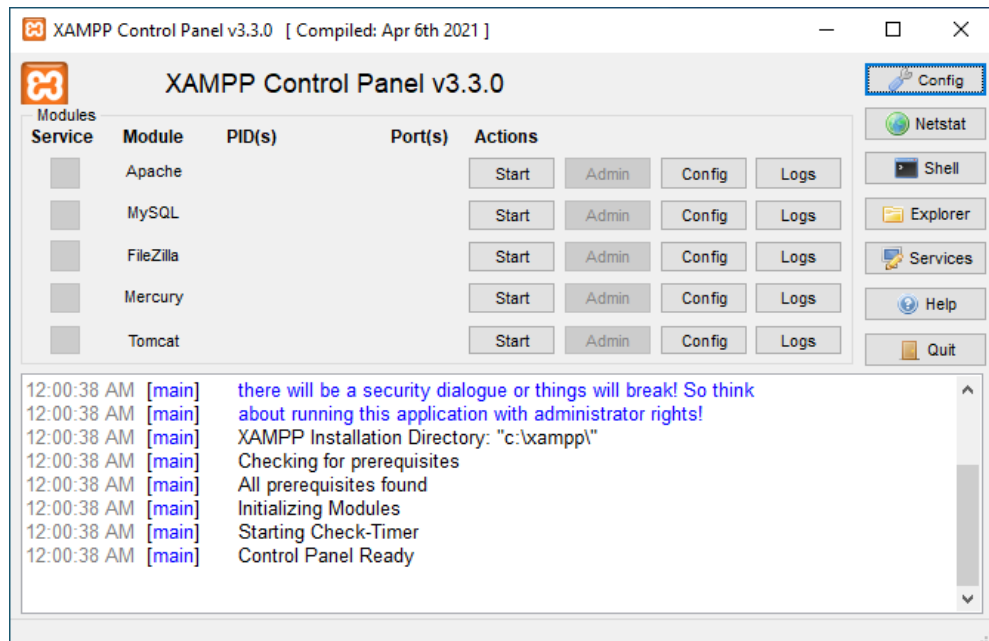 XAMPP Control Panel v3.3.0 [ Compiled: Apr 6th 2021 ]
XAMPP Control Panel v3.3.0
Config
Netstat
Shell
Explorer
Services
Help
Quit
Modules
Service Module PID(s) Port(s) Actions
Apache Start Admin Config Logs
MySQL Start Admin Config Logs
FileZilla Start Admin Config Logs
Mercury Start Admin Config Logs
Tomcat Start Admin Config Logs
12:00:38 AM [main] there will be a security dialogue or things will break! So think
12:00:38 AM [main] about running this application with administrator rights!
12:00:38 AM [main] XAMPP Installation Directory: "c:\xampp\"
12:00:38 AM [main] Checking for prerequisites
12:00:38 AM [main] All prerequisites found
12:00:38 AM [main] Initializing Modules
12:00:38 AM [main] Starting Check-Timer
12:00:38 AM [main] Control Panel Ready